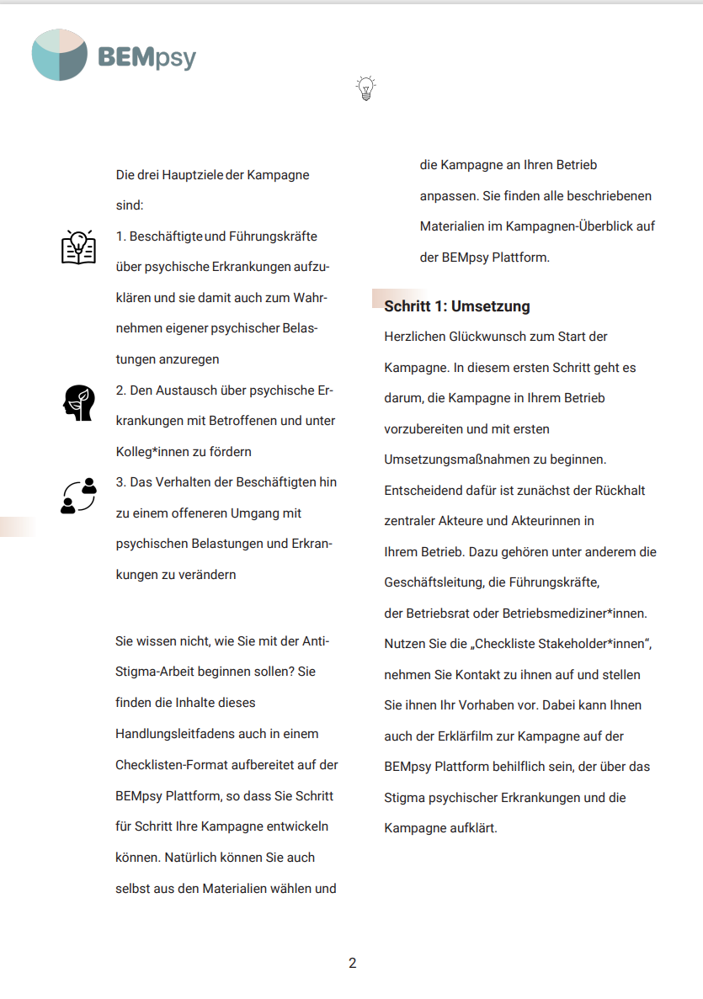 BEMpsy
Die drei Hauptziele der Kampagne
sind:
1. Beschäftigte und Führungskräfte
über psychische Erkrankungen aufzu-
klären und sie damit auch zum Wahr-
nehmen eigener psychischer Belas-
tungen anzuregen
2. Den Austausch über psychische Er-
krankungen mit Betroffenen und unter
Kolleg*innen zu fördern
3. Das Verhalten der Beschäftigten hin
zu einem offeneren Umgang mit
psychischen Belastungen und Erkran-
kungen zu verändern
Sie wissen nicht, wie Sie mit der Anti-
Stigma-Arbeit beginnen sollen? Sie
finden die Inhalte dieses
Handlungsleitfadens auch in einem
Checklisten-Format aufbereitet auf der
BEMpsy Plattform, so dass Sie Schritt
für Schritt Ihre Kampagne entwickeln
können. Natürlich können Sie auch
selbst aus den Materialien wählen und
die Kampagne an Ihren Betrieb
anpassen. Sie finden alle beschriebenen
Materialien im Kampagnen-Überblick auf
der BEMpsy Plattform.
Schritt 1: Umsetzung
Herzlichen Glückwunsch zum Start der
Kampagne. In diesem ersten Schritt geht es
darum, die Kampagne in Ihrem Betrieb
vorzubereiten und mit ersten
Umsetzungsmaßnahmen zu beginnen.
Entscheidend dafür ist zunächst der Rückhalt
zentraler Akteure und Akteurinnen in
Ihrem Betrieb. Dazu gehören unter anderem die
Geschäftsleitung, die Führungskräfte,
der Betriebsrat oder Betriebsmediziner*innen.
Nutzen Sie die „Checkliste Stakeholder*innen“,
nehmen Sie Kontakt zu ihnen auf und stellen
Sie ihnen Ihr Vorhaben vor. Dabei kann Ihnen
auch der Erklärfilm zur Kampagne auf der
BEMpsy Plattform behilflich sein, der über das
Stigma psychischer Erkrankungen und die
Kampagne aufklärt.
2